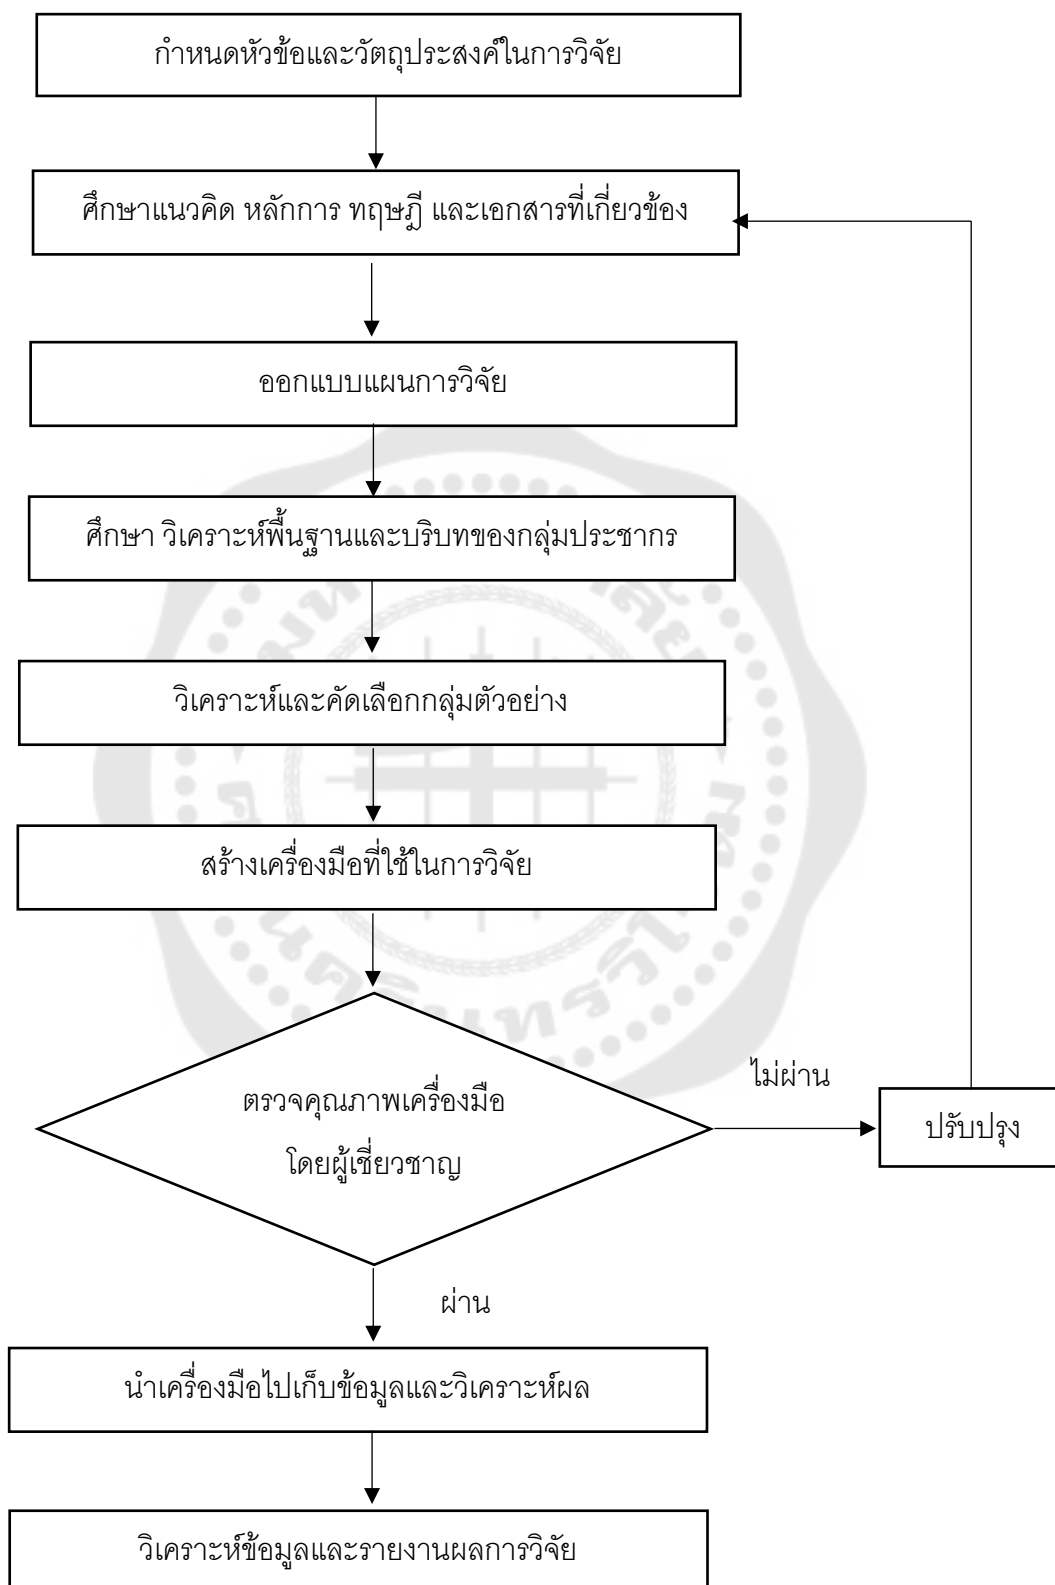 กำหนดหัวข้อและวัตถุประสงค์ในการวิจัย
ศึกษาแนวคิด หลักการ ทฤษฎี และเอกสารที่เกี่ยวข้อง
ออกแบบแผนการวิจัย
ศึกษา วิเคราะห์พื้นฐานและบริบทของกลุ่มประชากร
วิเคราะห์และคัดเลือกกลุ่มตัวอย่าง
สร้างเครื่องมือที่ใช้ในการวิจัย
ตรวจคุณภาพเครื่องมือ
โดยผู้เชี่ยวชาญ
ไม่ผ่าน
ปรับปรุง
ผ่าน
นำเครื่องมือไปเก็บข้อมูลและวิเคราะห์ผล
วิเคราะห์ข้อมูลและรายงานผลการวิจัย